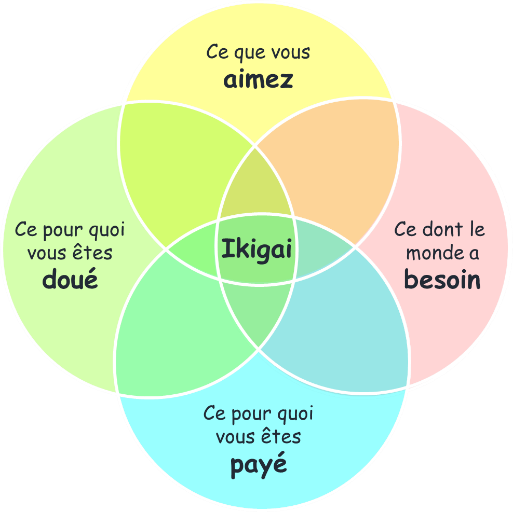 Ce que vous
aimez
Ce pour quoi
vous êtes
doué
Ikigai
Ce dont le
monde a
besoin
Ce pour quoi
vous êtes
payé